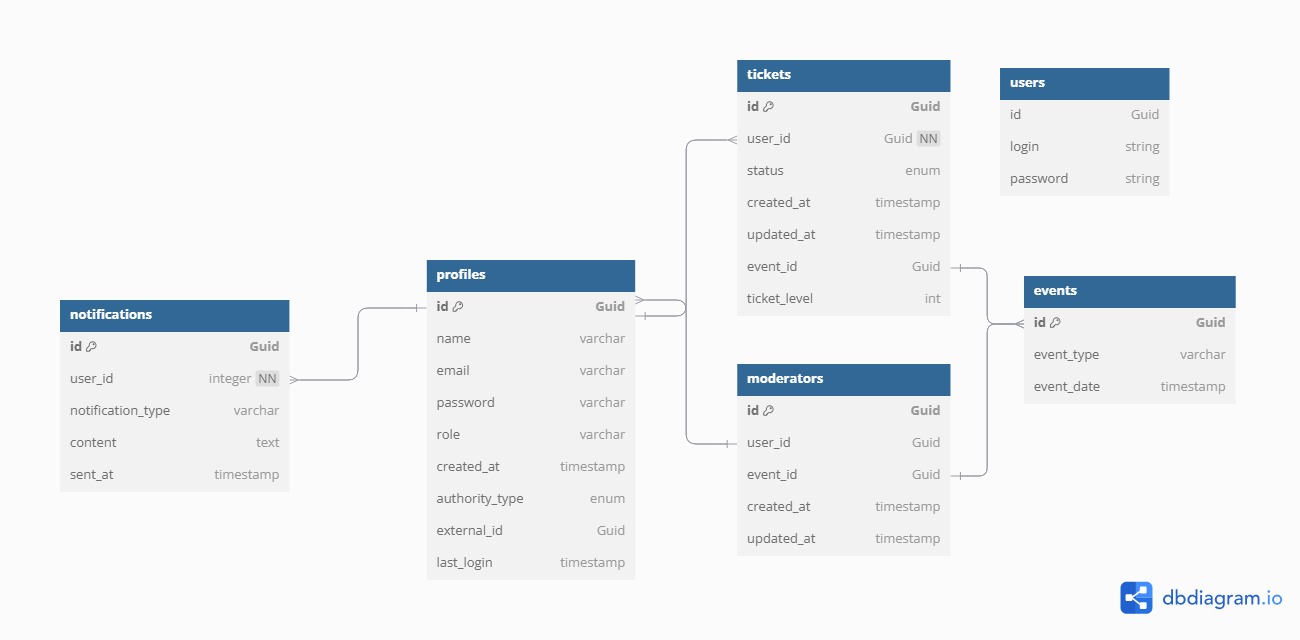 tickets
id Guid
user_id Guid NN
status enum
created_at timestamp
updated_at timestamp
event_id Guid
ticket_level int
users
id Guid
login string
password string
profiles
id Guid
name varchar
email varchar
password varchar
role varchar
created_at timestamp
authority_type enum
external_id Guid
last_login timestamp
notifications
id Guid
user_id integer NN
notification_type varchar
content text
sent_at timestamp
events
id Guid
event_type varchar
event_date timestamp
moderators
id Guid
user_id Guid
event_id Guid
created_at timestamp
updated_at timestamp
dbdiagram.io